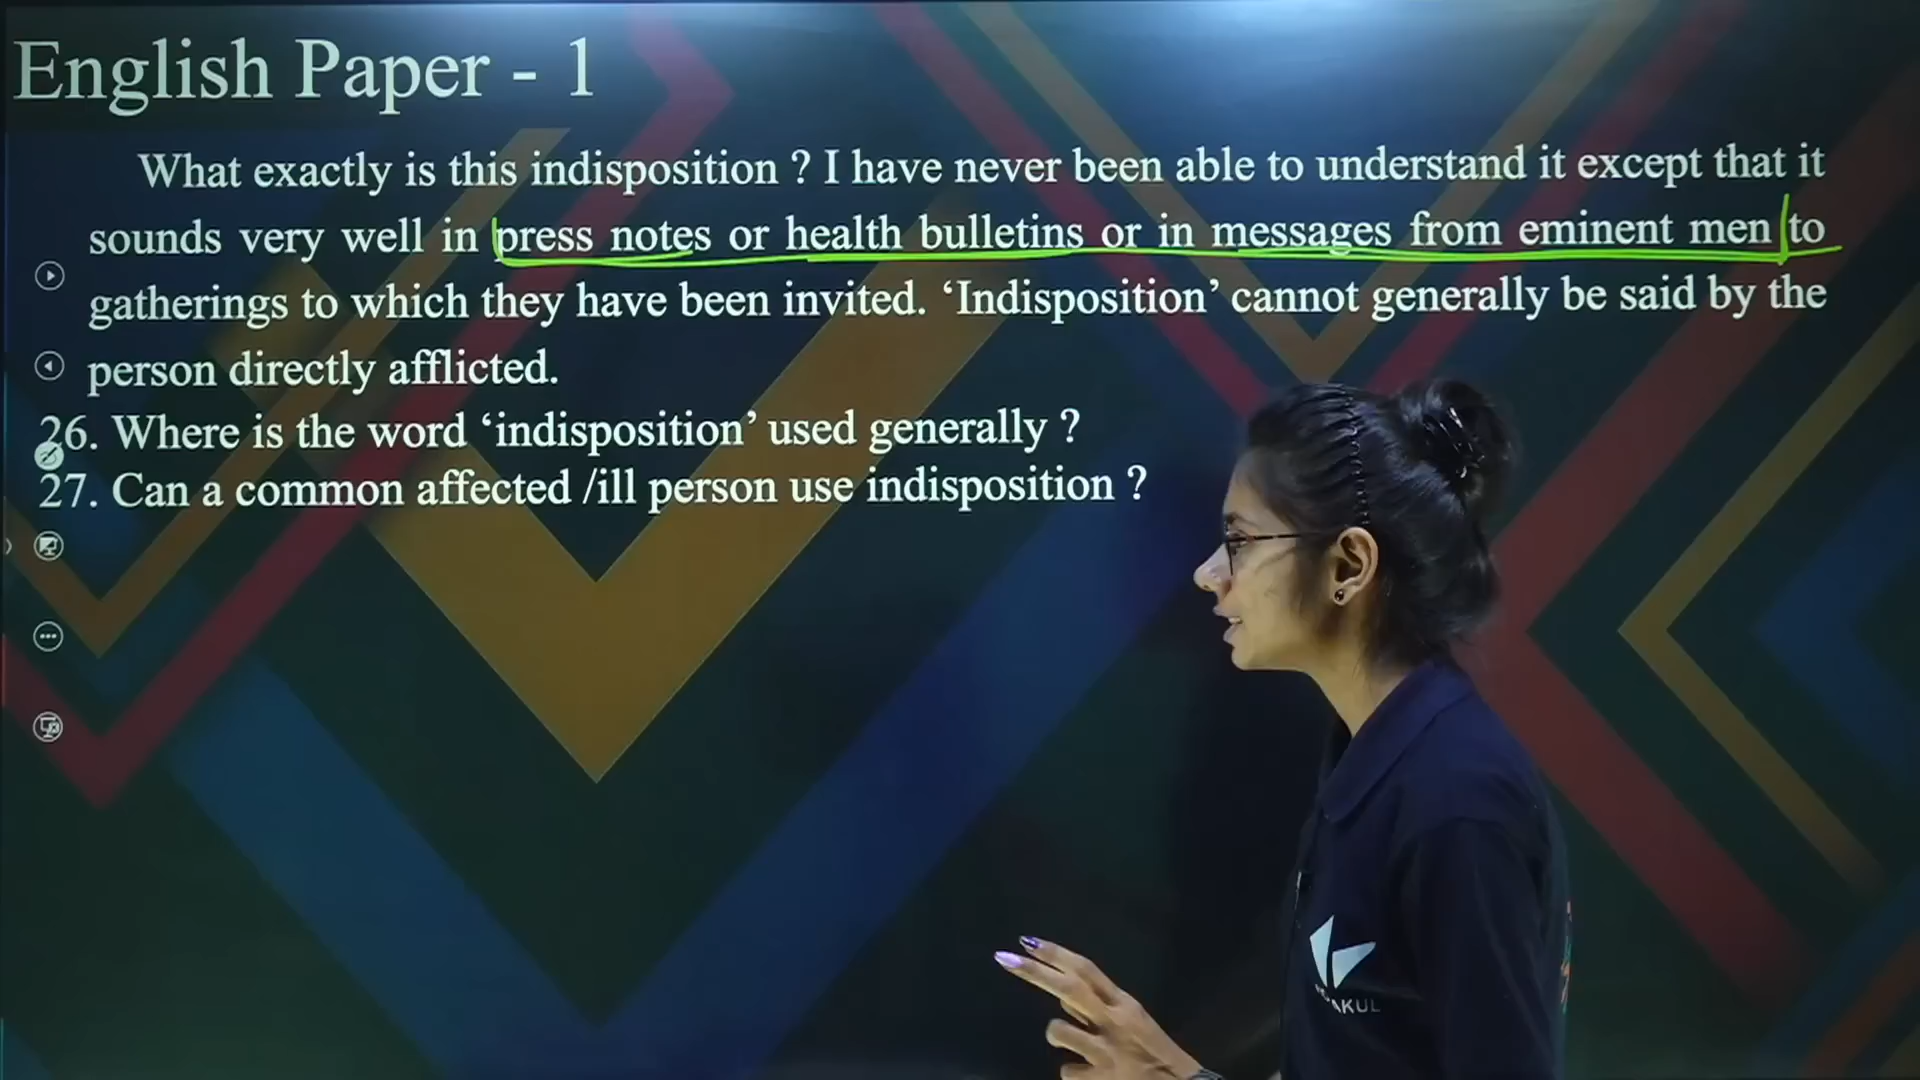 English Paper - 1
What exactly is this indisposition ? I have never been able to understand it except that it
sounds very well in press notes or health bulletins or in messages from eminent men to
gatherings to which they have been invited. ‘Indisposition’ cannot generally be said by the
person directly afflicted.
26. Where is the word ‘indisposition’ used generally ?
27. Can a common affected /ill person use indisposition ?